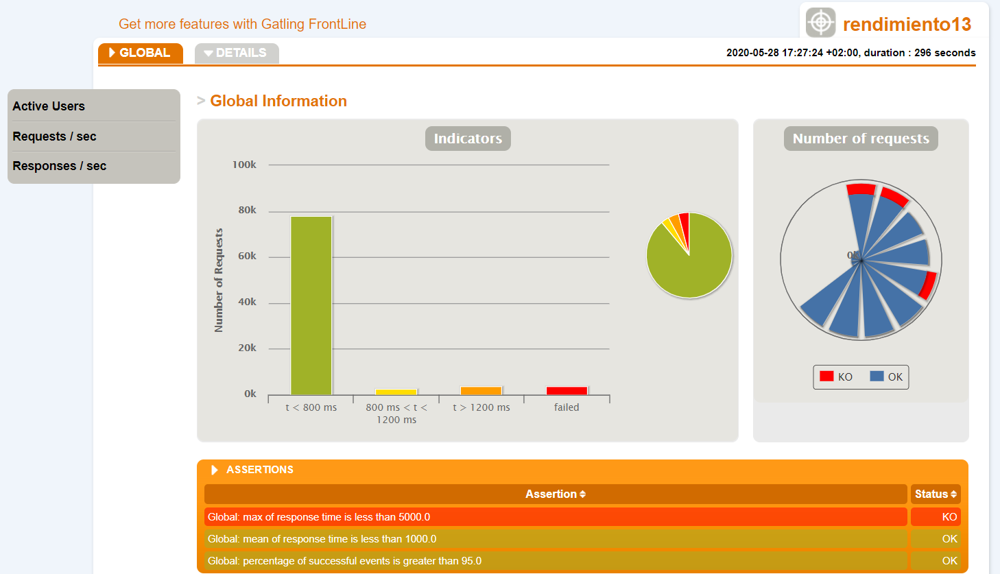 Get more features with Gatling FrontLine
rendimiento13
GLOBAL
DETAILS
2020-05-28 17:27:24 +02:00, duration : 296 seconds
Active Users
Requests / sec
Responses / sec
> Global Information
Indicators
Number of Requests
100k
80k
60k
40k
20k
0k
t < 800 ms
800 ms < t <
1200 ms
t > 1200 ms
failed
Number of requests
KO
OK
ASSERTIONS
Assertion
Status
Global: max of response time is less than 5000.0
KO
Global: mean of response time is less than 1000.0
OK
Global: percentage of successful events is greater than 95.0
OK